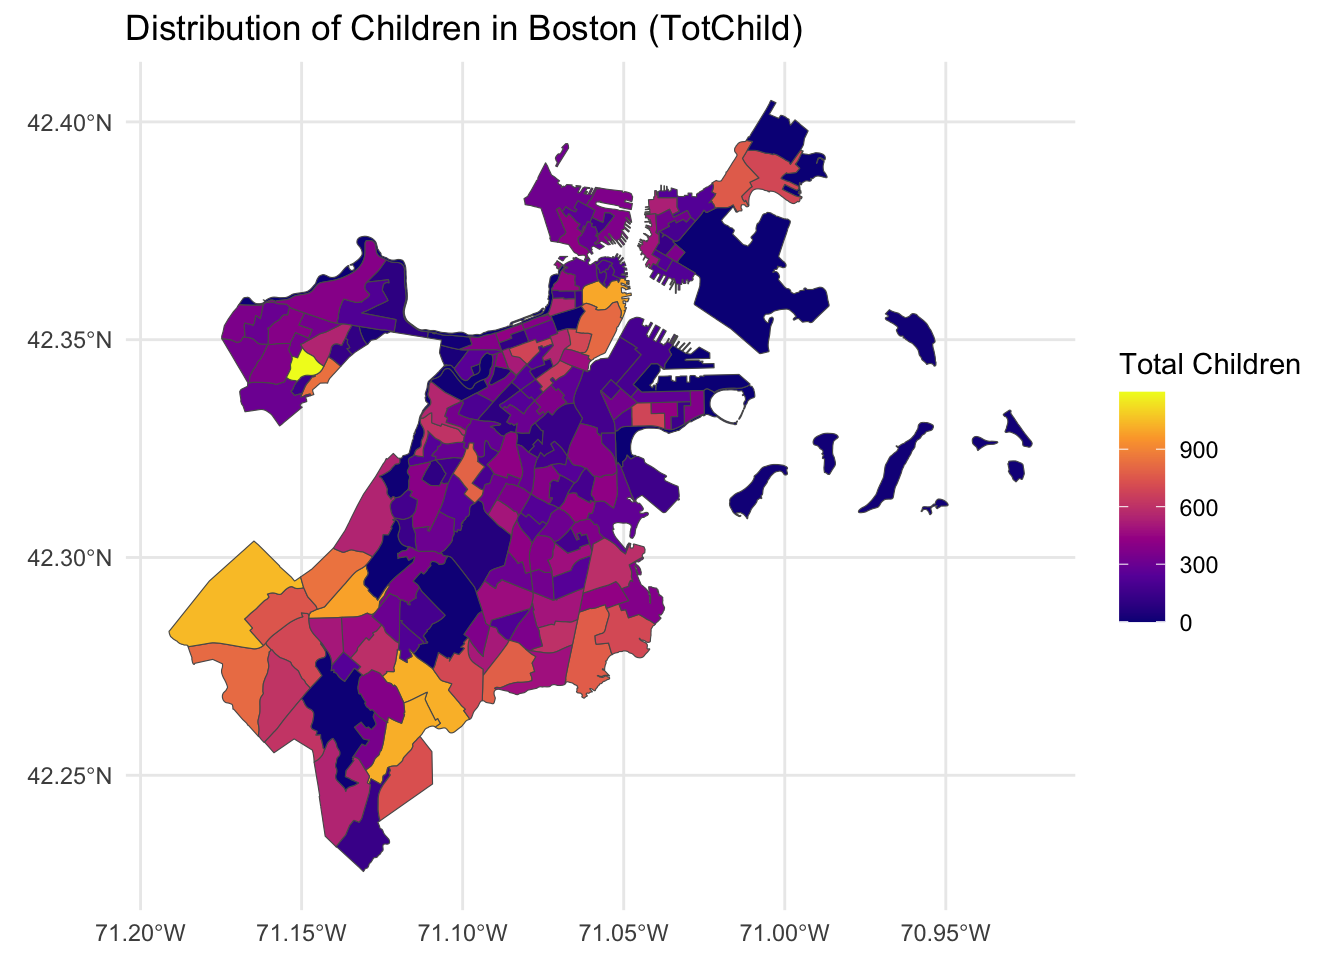 Distribution of Children in Boston (TotChild)
42.40°N
42.35°N
42.30°N
42.25°N
71.20°W
71.15°W
71.10°W
71.05°W
71.00°W
70.95°W
Total Children
900
600
300
0